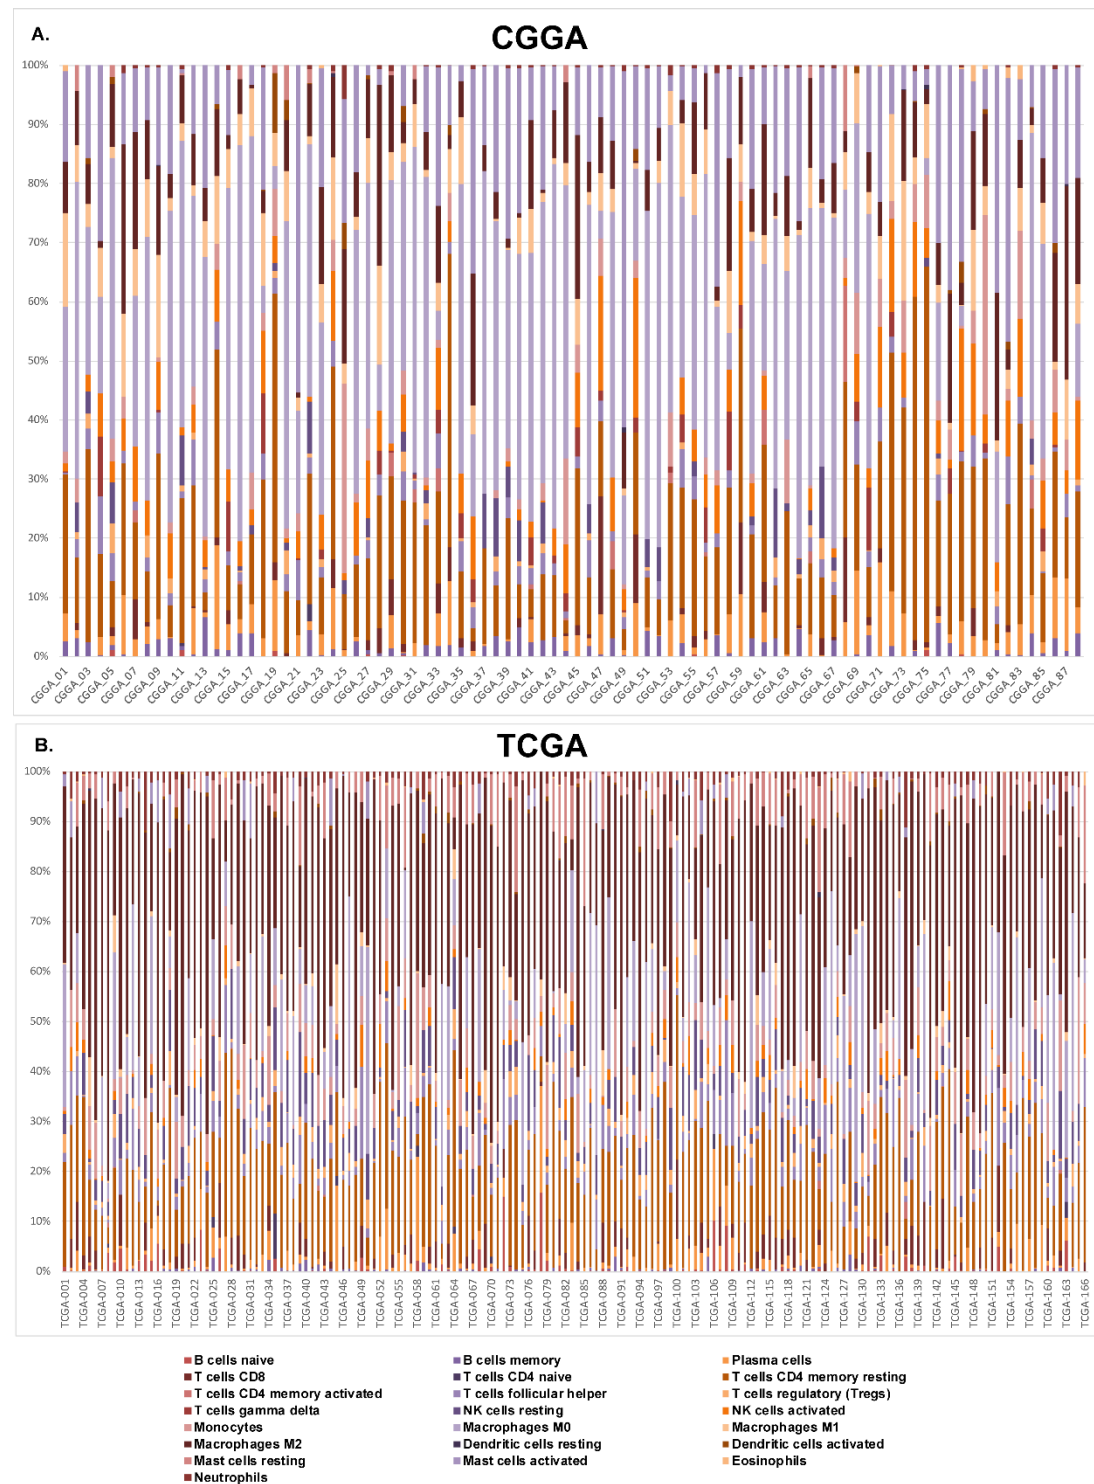 A.
CGGA
100%
90%
80%
70%
60%
50%
40%
30%
20%
10%
0%
CGGA_01 CGGA_03 CGGA_05 CGGA_07 CGGA_09 CGGA_11 CGGA_13 CGGA_15 CGGA_17 CGGA_19 CGGA_21 CGGA_23 CGGA_25 CGGA_27 CGGA_29 CGGA_31 CGGA_33 CGGA_35 CGGA_37 CGGA_39 CGGA_41 CGGA_43 CGGA_45 CGGA_47 CGGA_49 CGGA_51 CGGA_53 CGGA_55 CGGA_57 CGGA_59 CGGA_61 CGGA_63 CGGA_65 CGGA_67 CGGA_69 CGGA_71 CGGA_73 CGGA_75 CGGA_77 CGGA_79 CGGA_81 CGGA_83 CGGA_85 CGGA_87
B.
TCGA
100%
90%
80%
70%
60%
50%
40%
30%
20%
10%
0%
TCGA-001 TCGA-004 TCGA-007 TCGA-010 TCGA-013 TCGA-016 TCGA-019 TCGA-022 TCGA-025 TCGA-028 TCGA-031 TCGA-034 TCGA-037 TCGA-040 TCGA-043 TCGA-046 TCGA-049 TCGA-052 TCGA-055 TCGA-058 TCGA-061 TCGA-064 TCGA-067 TCGA-070 TCGA-073 TCGA-076 TCGA-079 TCGA-082 TCGA-085 TCGA-088 TCGA-091 TCGA-094 TCGA-097 TCGA-100 TCGA-103 TCGA-106 TCGA-109 TCGA-112 TCGA-115 TCGA-118 TCGA-121 TCGA-124 TCGA-127 TCGA-130 TCGA-133 TCGA-136 TCGA-139 TCGA-142 TCGA-145 TCGA-148 TCGA-151 TCGA-154 TCGA-157 TCGA-160 TCGA-163 TCGA-166
B cells naive B cells memory Plasma cells
T cells CD8 T cells CD4 naive T cells CD4 memory resting
T cells CD4 memory activated T cells follicular helper T cells regulatory (Tregs)
T cells gamma delta NK cells resting NK cells activated
Monocytes Macrophages M0 Macrophages M1
Macrophages M2 Dendritic cells resting Dendritic cells activated
Mast cells resting Mast cells activated Eosinophils
Neutrophils